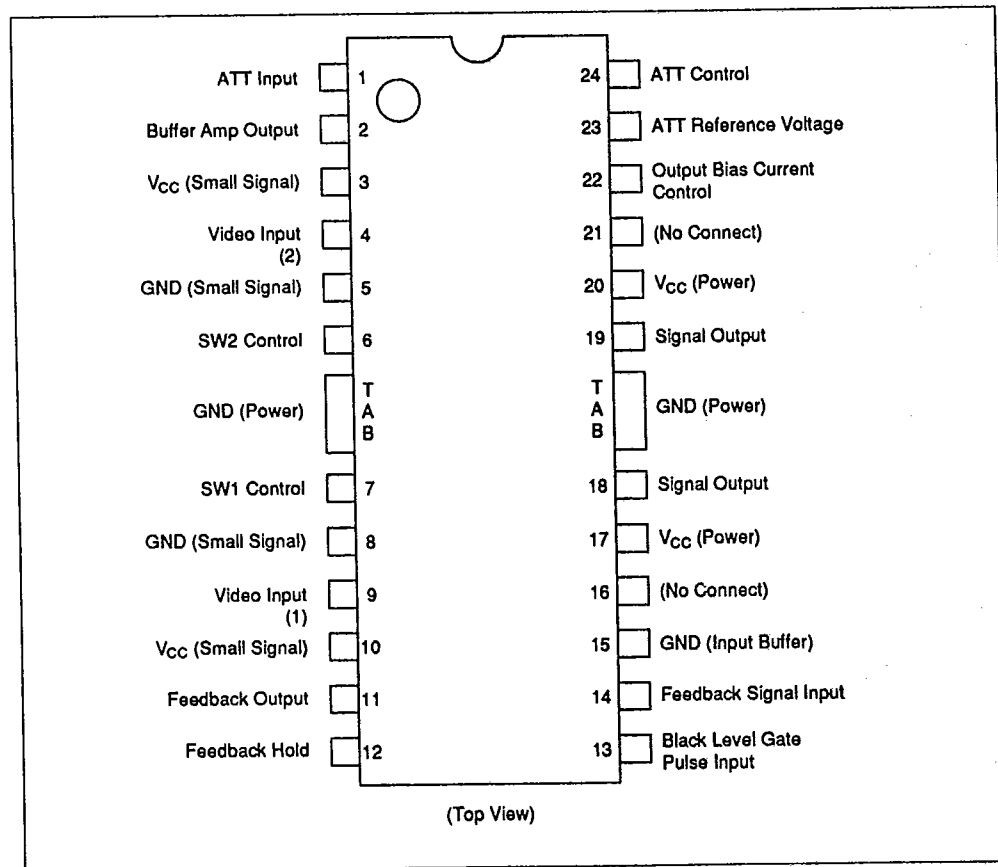 ATT Input 1
Buffer Amp Output 2
VCC (Small Signal) 3
Video Input 4
(2)
GND (Small Signal) 5
SW2 Control 6
GND (Power)
T
A
B
SW1 Control 7
GND (Small Signal) 8
Video Input 9
(1)
VCC (Small Signal) 10
Feedback Output 11
Feedback Hold 12
24 ATT Control
23 ATT Reference Voltage
22 Output Bias Current
Control
21 (No Connect)
20 VCC (Power)
19 Signal Output
T
A
B
GND (Power)
18 Signal Output
17 VCC (Power)
16 (No Connect)
15 GND (Input Buffer)
14 Feedback Signal Input
13 Black Level Gate
Pulse Input
(Top View)